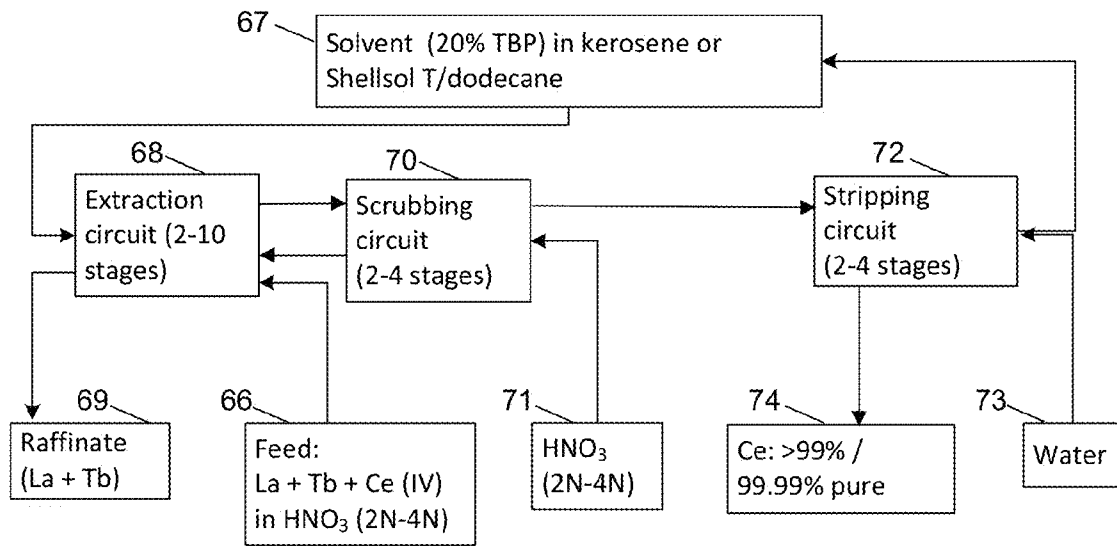 67
Solvent (20% TBP) in kerosene or
Shellsol T/dodecane
68
Extraction
circuit (2-10
stages)
70
Scrubbing
circuit
(2-4 stages)
72
Stripping
circuit
(2-4 stages)
69
Raffinate
(La + Tb)
66
Feed:
La + Tb + Ce (IV)
in HNO₃ (2N-4N)
71
HNO₃
(2N-4N)
74
Ce: >99% /
99.99% pure
73
Water